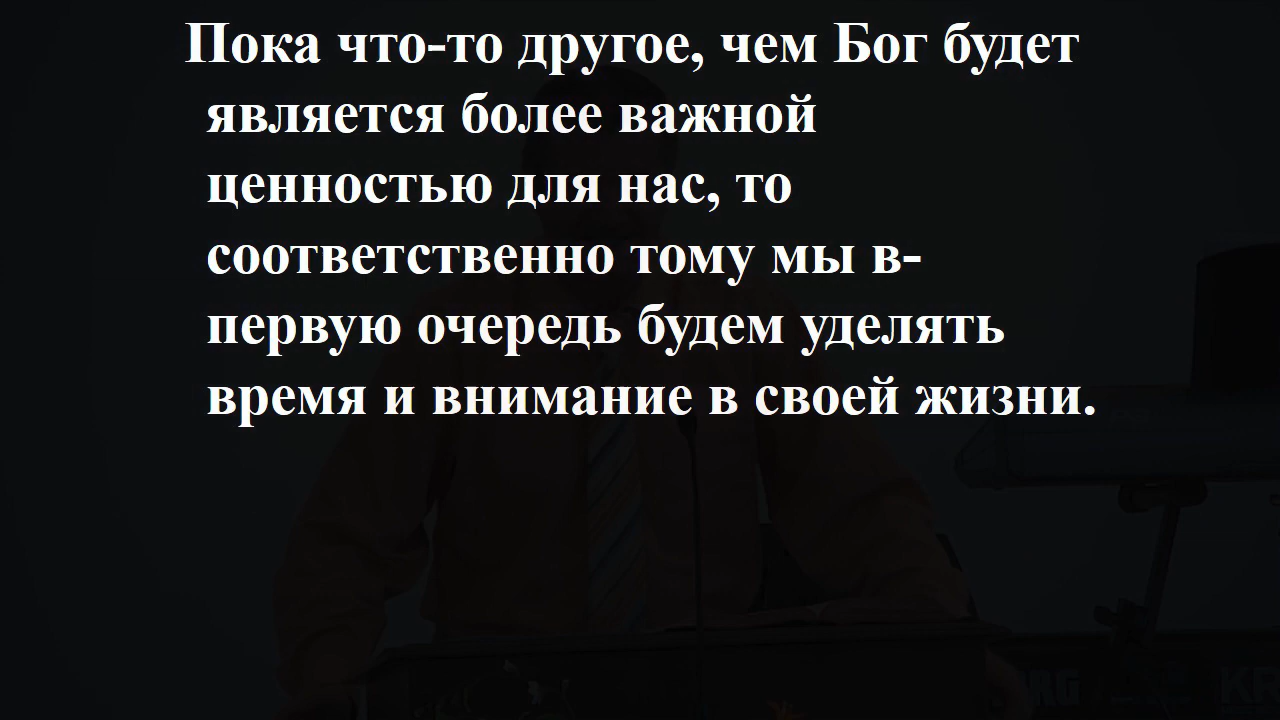 Пока что-то другое, чем Бог будет
является более важной
ценностью для нас, то
соответственно тому мы в-
первую очередь будем уделять
время и внимание в своей жизни.